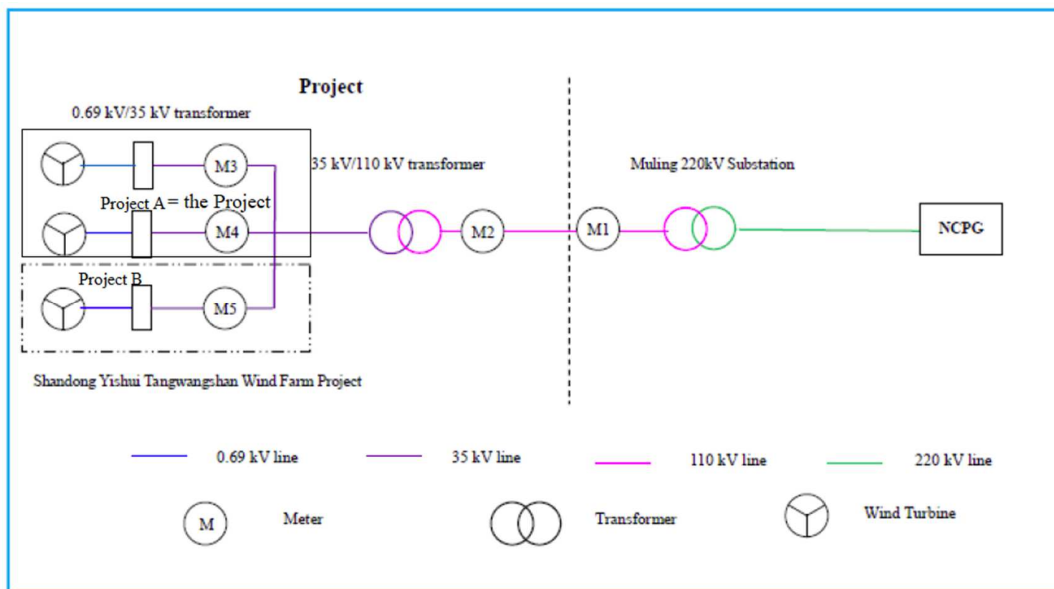 Project
0.69 kV/35 kV transformer
M3
35 kV/110 kV transformer
Muling 220kV Substation
Project A = the Project
M4
M2
M1
NCPG
Project B
M5
Shandong Yishui Tangwangshan Wind Farm Project
0.69 kV line
35 kV line
110 kV line
220 kV line
M
Meter
Transformer
Wind Turbine